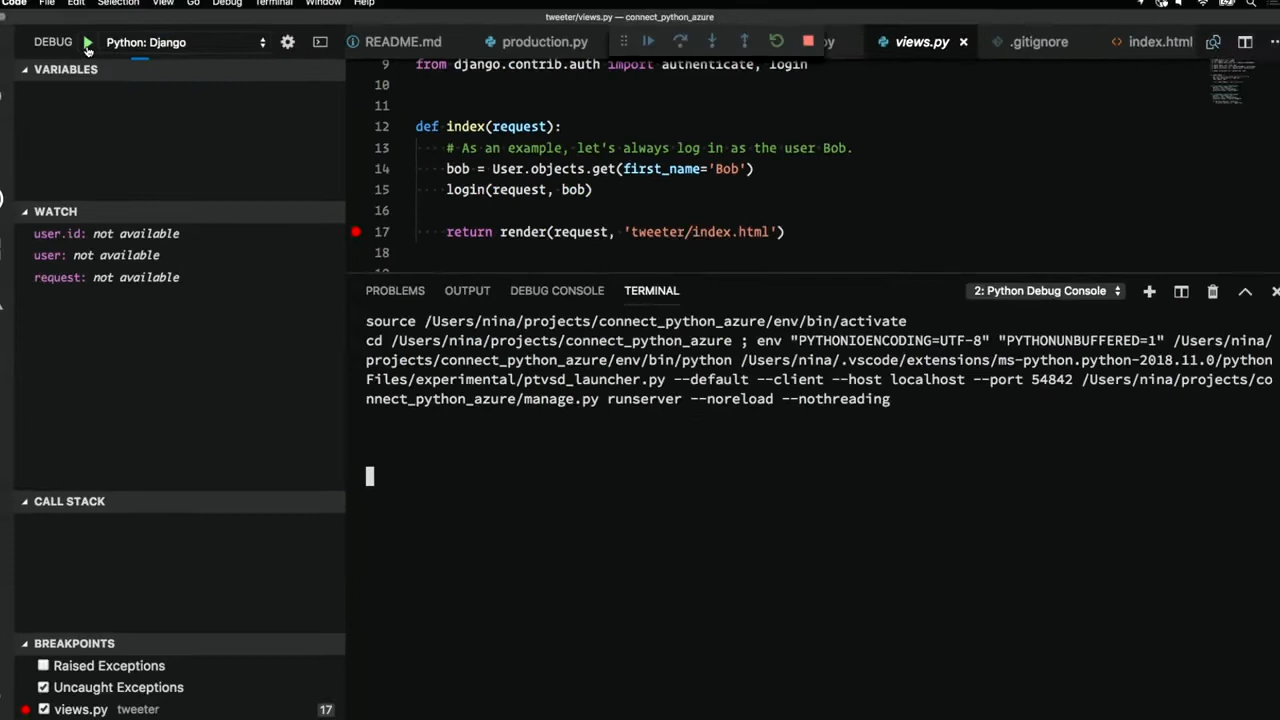 Code File Edit Selection View Go Debug Terminal Window Help
tweeter/views.py — connect_python_azure
DEBUG Python: Django
README.md production.py py views.py .gitignore index.html
VARIABLES
WATCH
user.id: not available
user: not available
request: not available
CALL STACK
BREAKPOINTS
Raised Exceptions
Uncaught Exceptions
views.py tweeter 17
9 from django.contrib.auth import authenticate, login
10
11
12 def index(request):
13 # As an example, let's always log in as the user Bob.
14 bob = User.objects.get(first_name='Bob')
15 login(request, bob)
16
17 return render(request, 'tweeter/index.html')
18
PROBLEMS OUTPUT DEBUG CONSOLE TERMINAL 2: Python Debug Console
source /Users/nina/projects/connect_python_azure/env/bin/activate
cd /Users/nina/projects/connect_python_azure ; env "PYTHONIOENCODING=UTF-8" "PYTHONUNBUFFERED=1" /Users/nina/
projects/connect_python_azure/env/bin/python /Users/nina/.vscode/extensions/ms-python.python-2018.11.0/python
Files/experimental/ptvsd_launcher.py --default --client --host localhost --port 54842 /Users/nina/projects/co
nnect_python_azure/manage.py runserver --noreload --nothreading